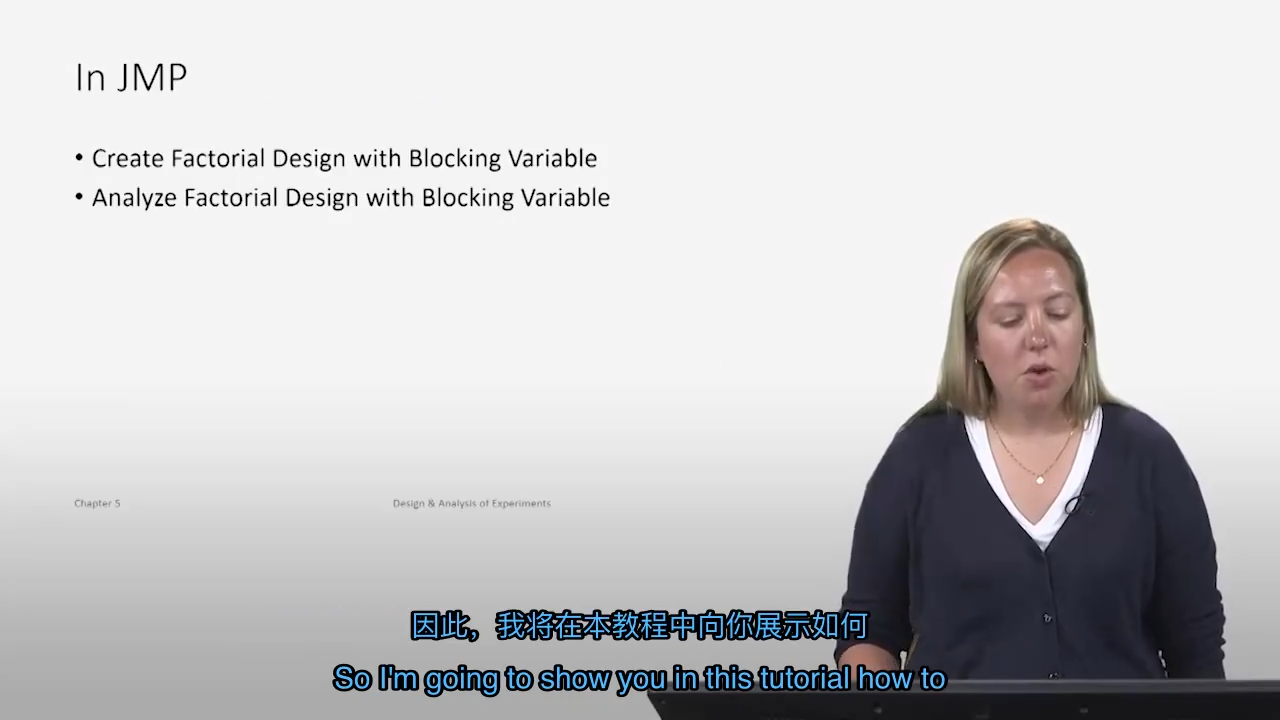 In JMP
• Create Factorial Design with Blocking Variable
• Analyze Factorial Design with Blocking Variable
Chapter 5
Design & Analysis of Experiments
因此，我将在本教程中向你展示如何
So I'm going to show you in this tutorial how to